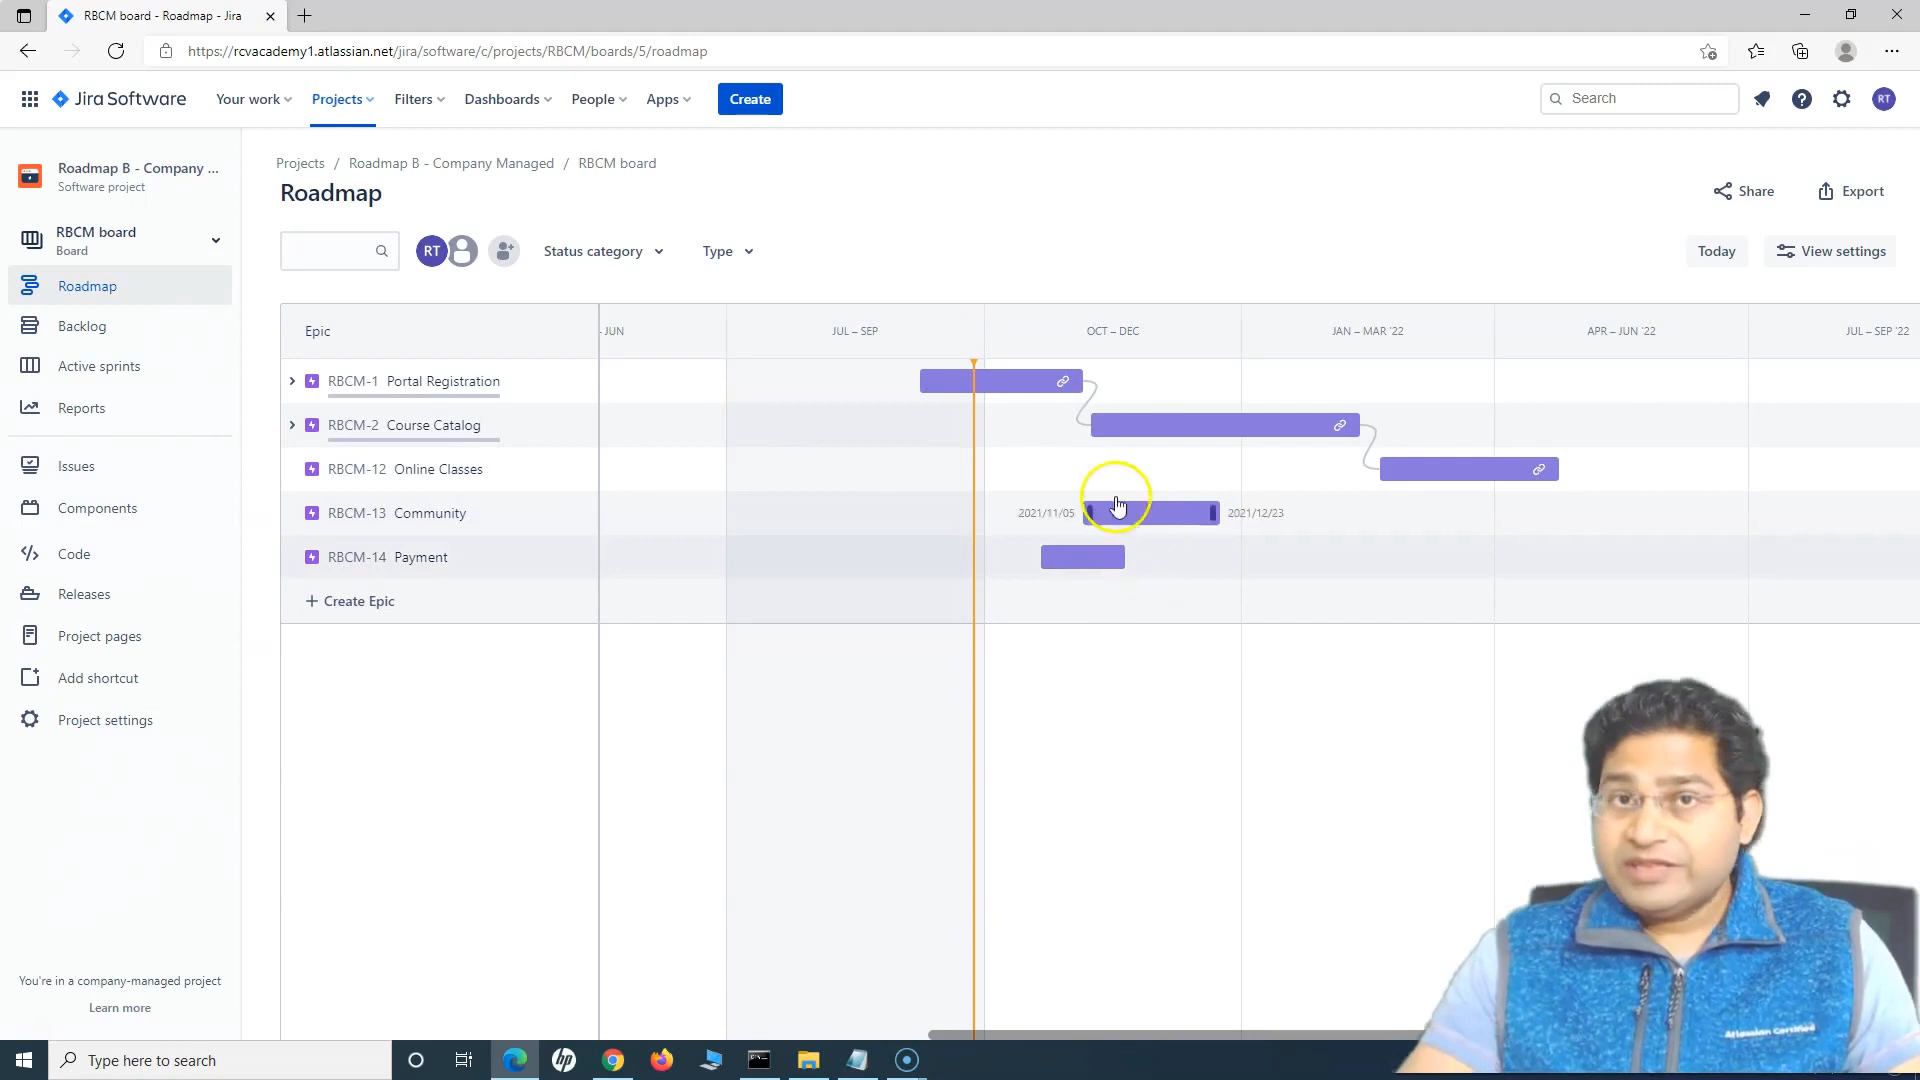 RBCM board - Roadmap - Jira
https://rcvacademy1.atlassian.net/jira/software/c/projects/RBCM/boards/5/roadmap
Jira Software
Your work
Projects
Filters
Dashboards
People
Apps
Create
Search
RT
Roadmap B - Company ...
Software project
RBCM board
Board
Roadmap
Backlog
Active sprints
Reports
Issues
Components
Code
Releases
Project pages
Add shortcut
Project settings
You're in a company-managed project
Learn more
Projects / Roadmap B - Company Managed / RBCM board
Roadmap
Share
Export
RT
Status category
Type
Today
View settings
Epic
- JUN
JUL – SEP
OCT – DEC
JAN – MAR '22
APR – JUN '22
JUL – SEP '22
RBCM-1 Portal Registration
RBCM-2 Course Catalog
RBCM-12 Online Classes
RBCM-13 Community
2021/11/05
2021/12/23
RBCM-14 Payment
+ Create Epic
Atlassian Certified
Type here to search
hp